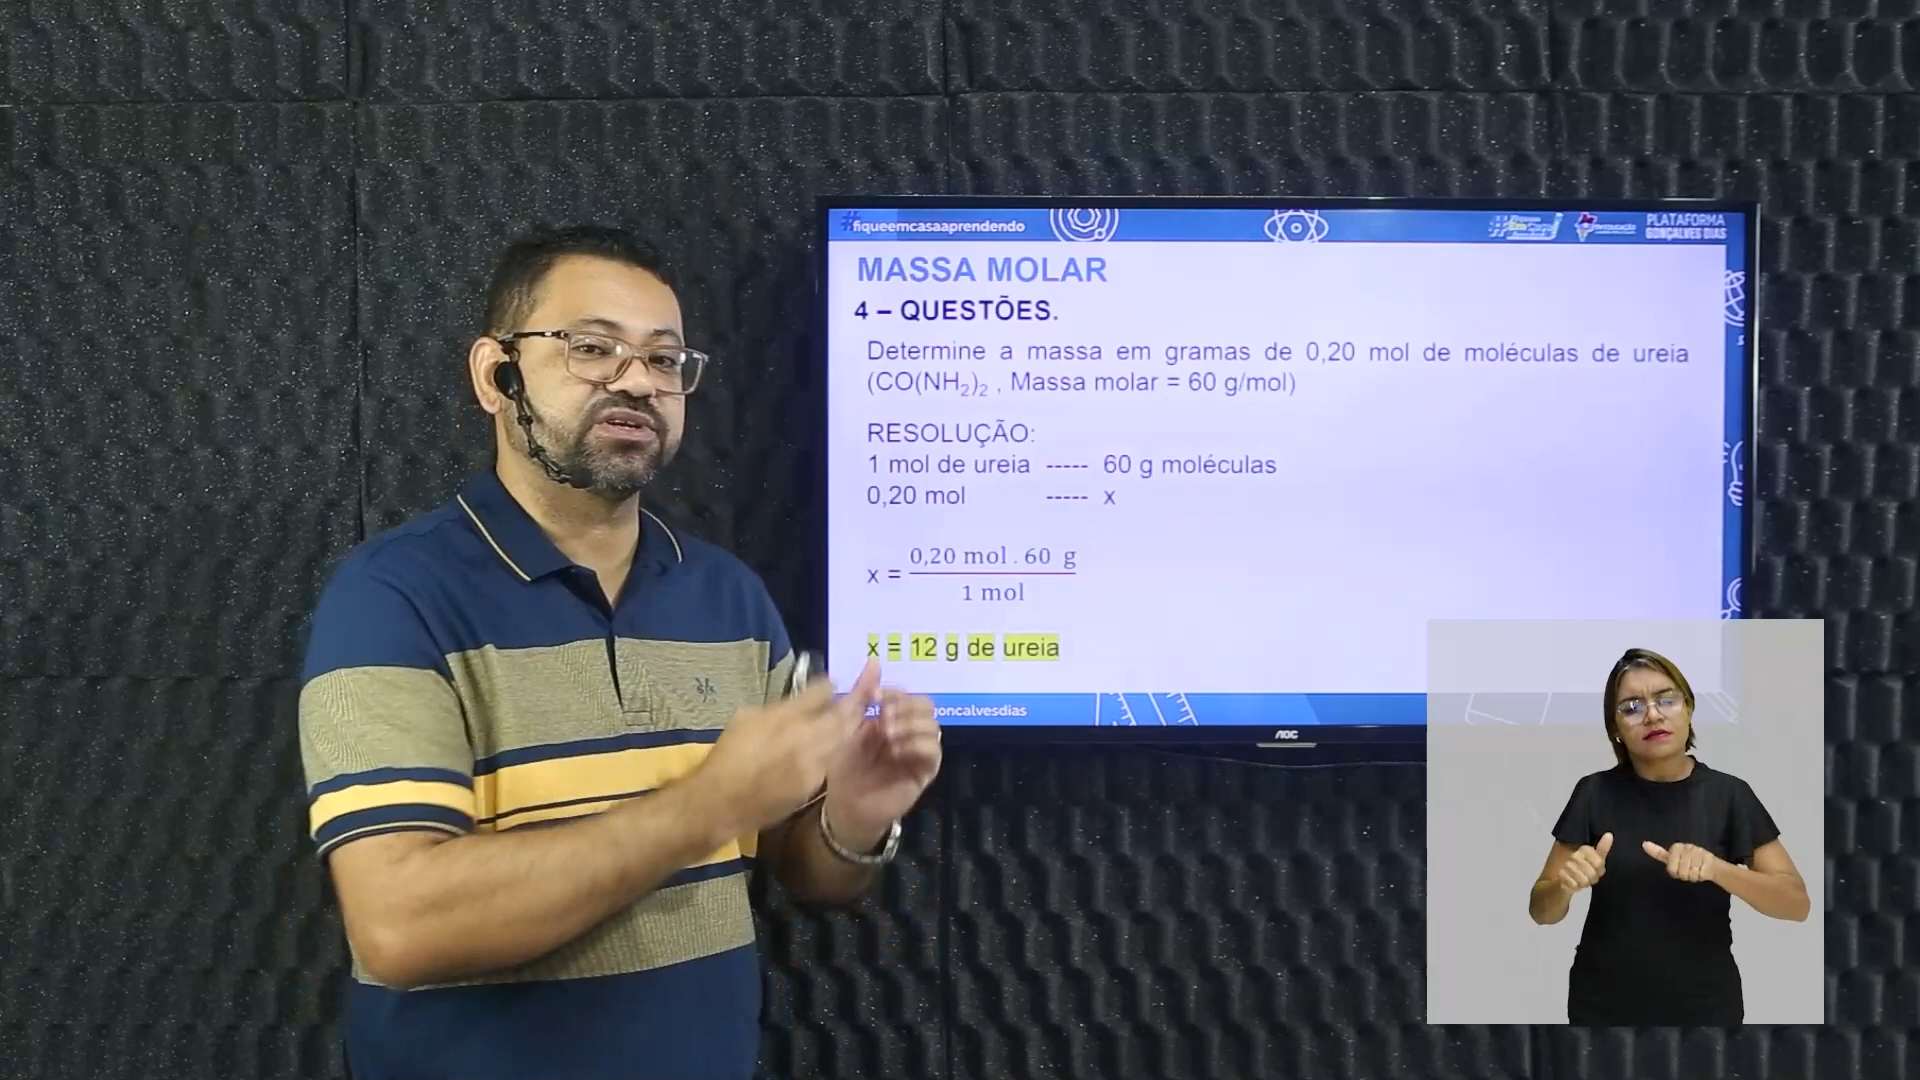 #fiqueemcasaaprendendo
PLATAFORMA
GONÇALVES DIAS
MASSA MOLAR
4 – QUESTÕES.
Determine a massa em gramas de 0,20 mol de moléculas de ureia
(CO(NH₂)₂ , Massa molar = 60 g/mol)
RESOLUÇÃO:
1 mol de ureia ----- 60 g moléculas
0,20 mol ----- x
x = 0,20 mol . 60 g
1 mol
x = 12 g de ureia
goncalvesdias
AOC